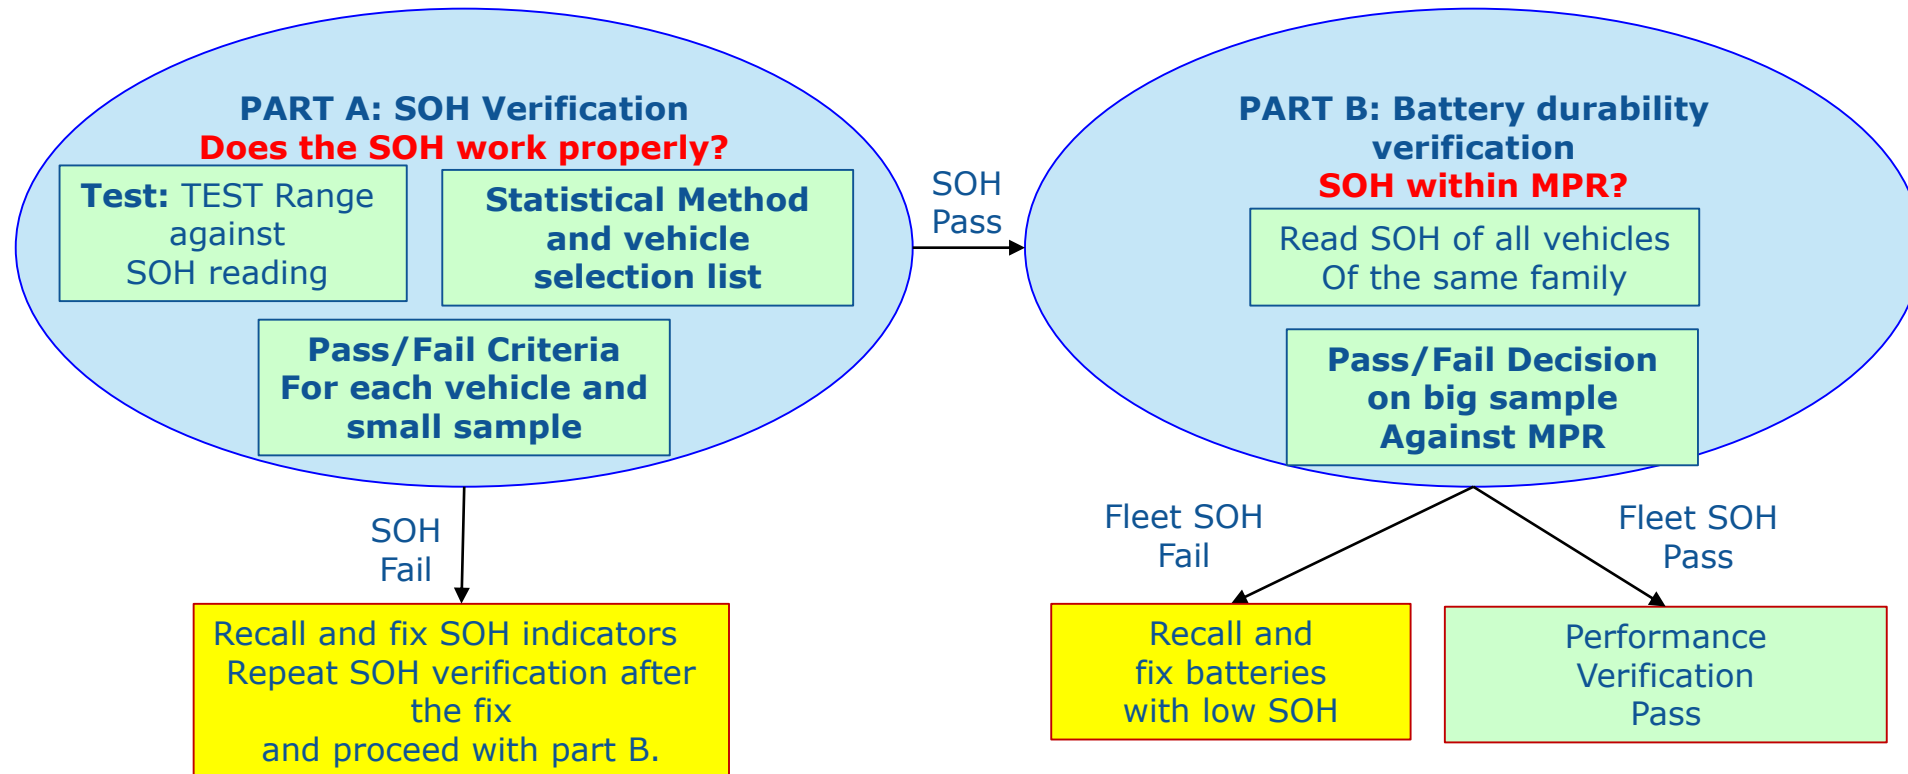 PART A: SOH Verification
Does the SOH work properly?
Test: TEST Range
against
SOH reading
Statistical Method
and vehicle
selection list
Pass/Fail Criteria
For each vehicle and
small sample
SOH
Pass
PART B: Battery durability
verification
SOH within MPR?
Read SOH of all vehicles
Of the same family
Pass/Fail Decision
on big sample
Against MPR
SOH
Fail
Recall and fix SOH indicators
Repeat SOH verification after
the fix
and proceed with part B.
Fleet SOH
Fail
Recall and
fix batteries
with low SOH
Fleet SOH
Pass
Performance
Verification
Pass